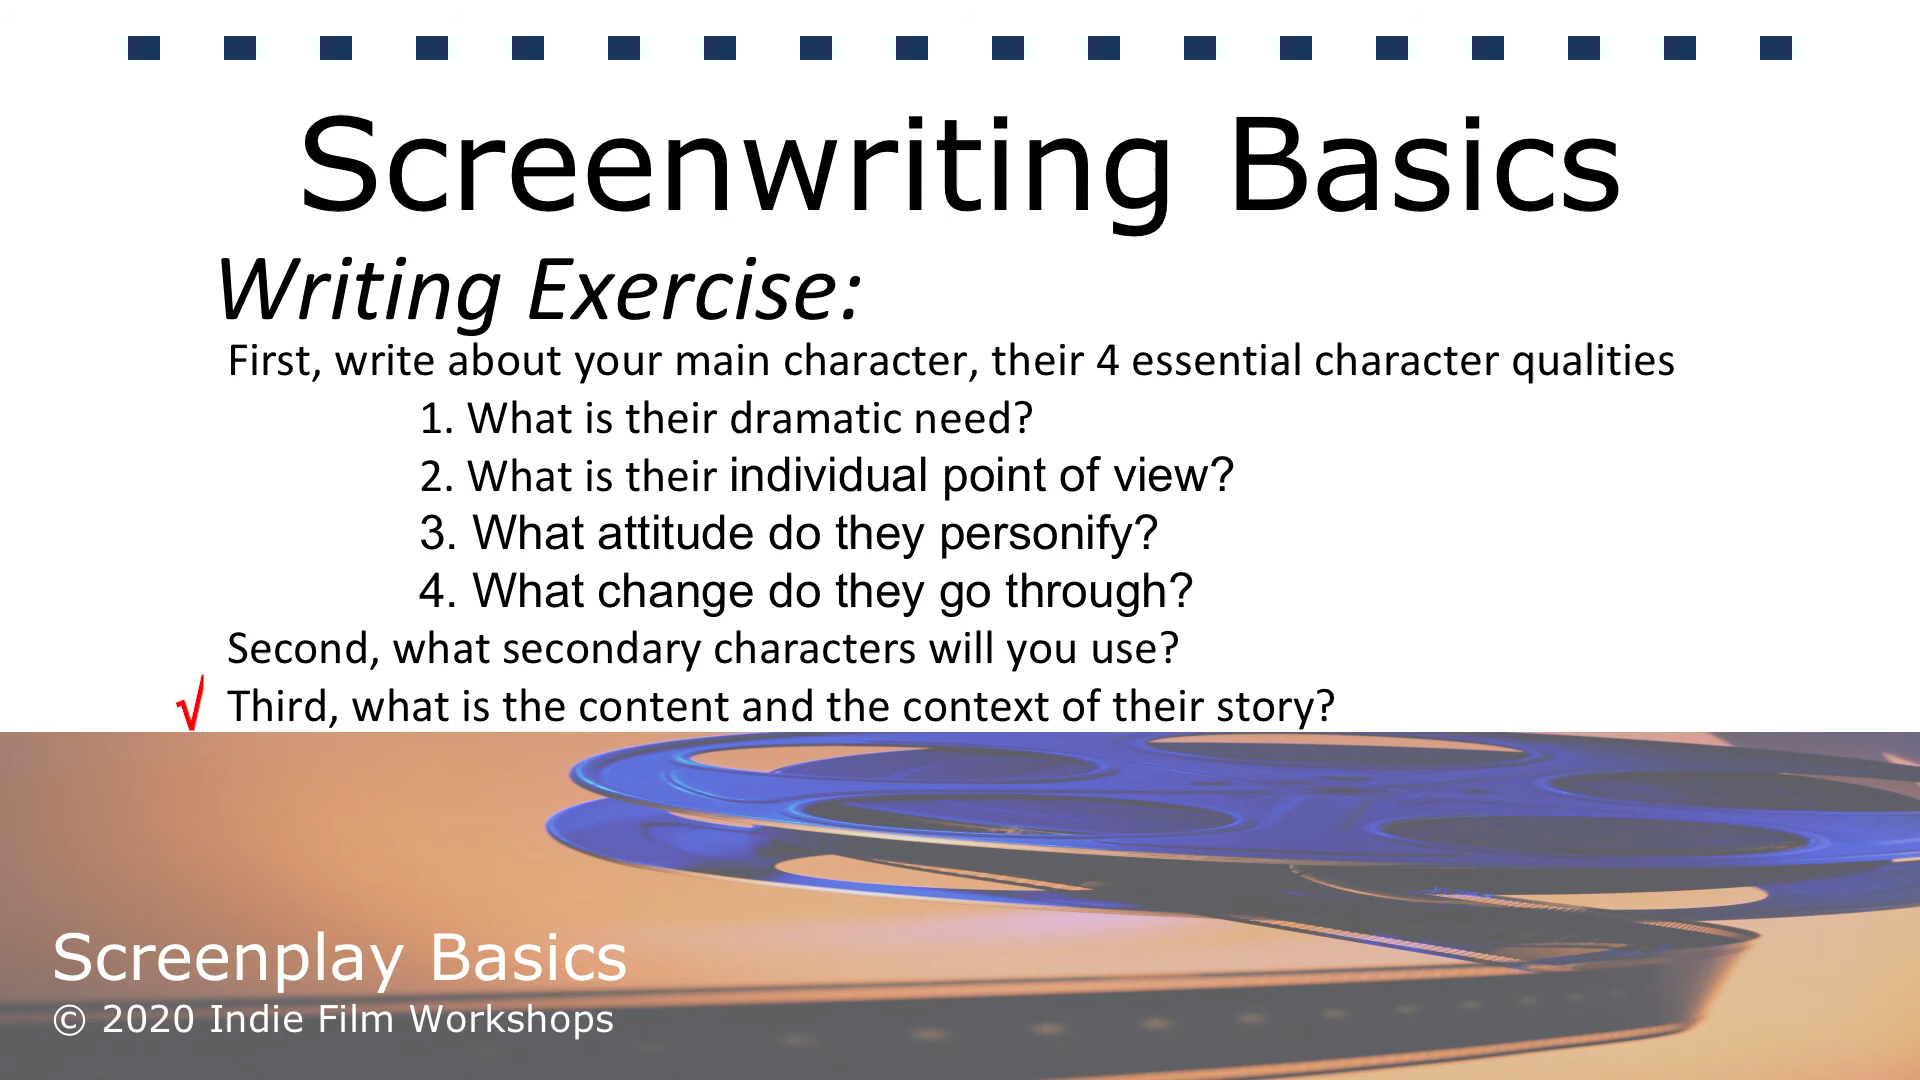 Screenwriting Basics
Writing Exercise:
First, write about your main character, their 4 essential character qualities
1. What is their dramatic need?
2. What is their individual point of view?
3. What attitude do they personify?
4. What change do they go through?
Second, what secondary characters will you use?
√ Third, what is the content and the context of their story?
Screenplay Basics
© 2020 Indie Film Workshops